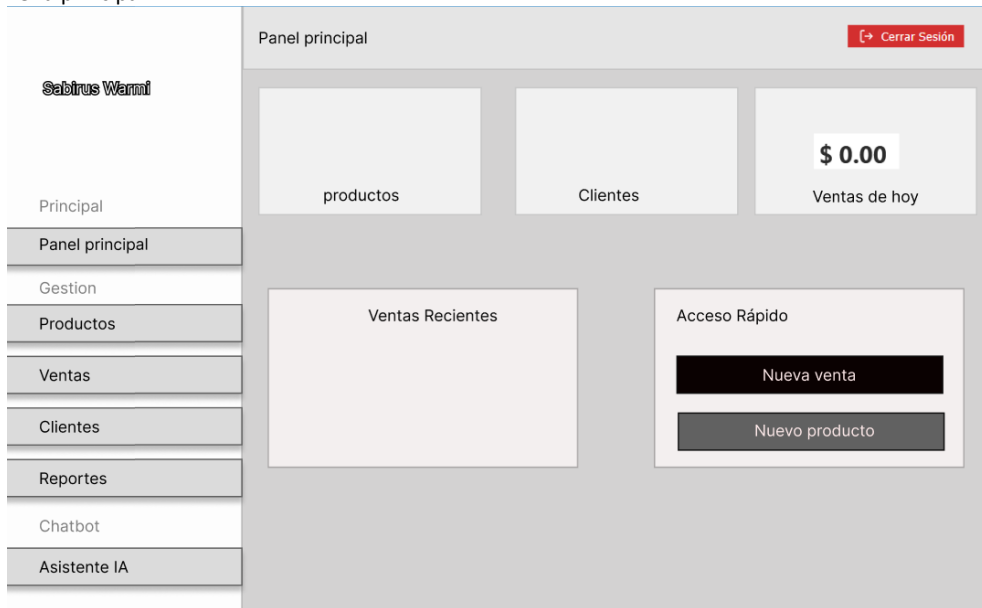 Panel principal
Cerrar Sesión
Sabirus Warmi
Principal
Panel principal
Gestion
Productos
Ventas
Clientes
Reportes
Chatbot
Asistente IA
productos
Clientes
$ 0.00
Ventas de hoy
Ventas Recientes
Acceso Rápido
Nueva venta
Nuevo producto